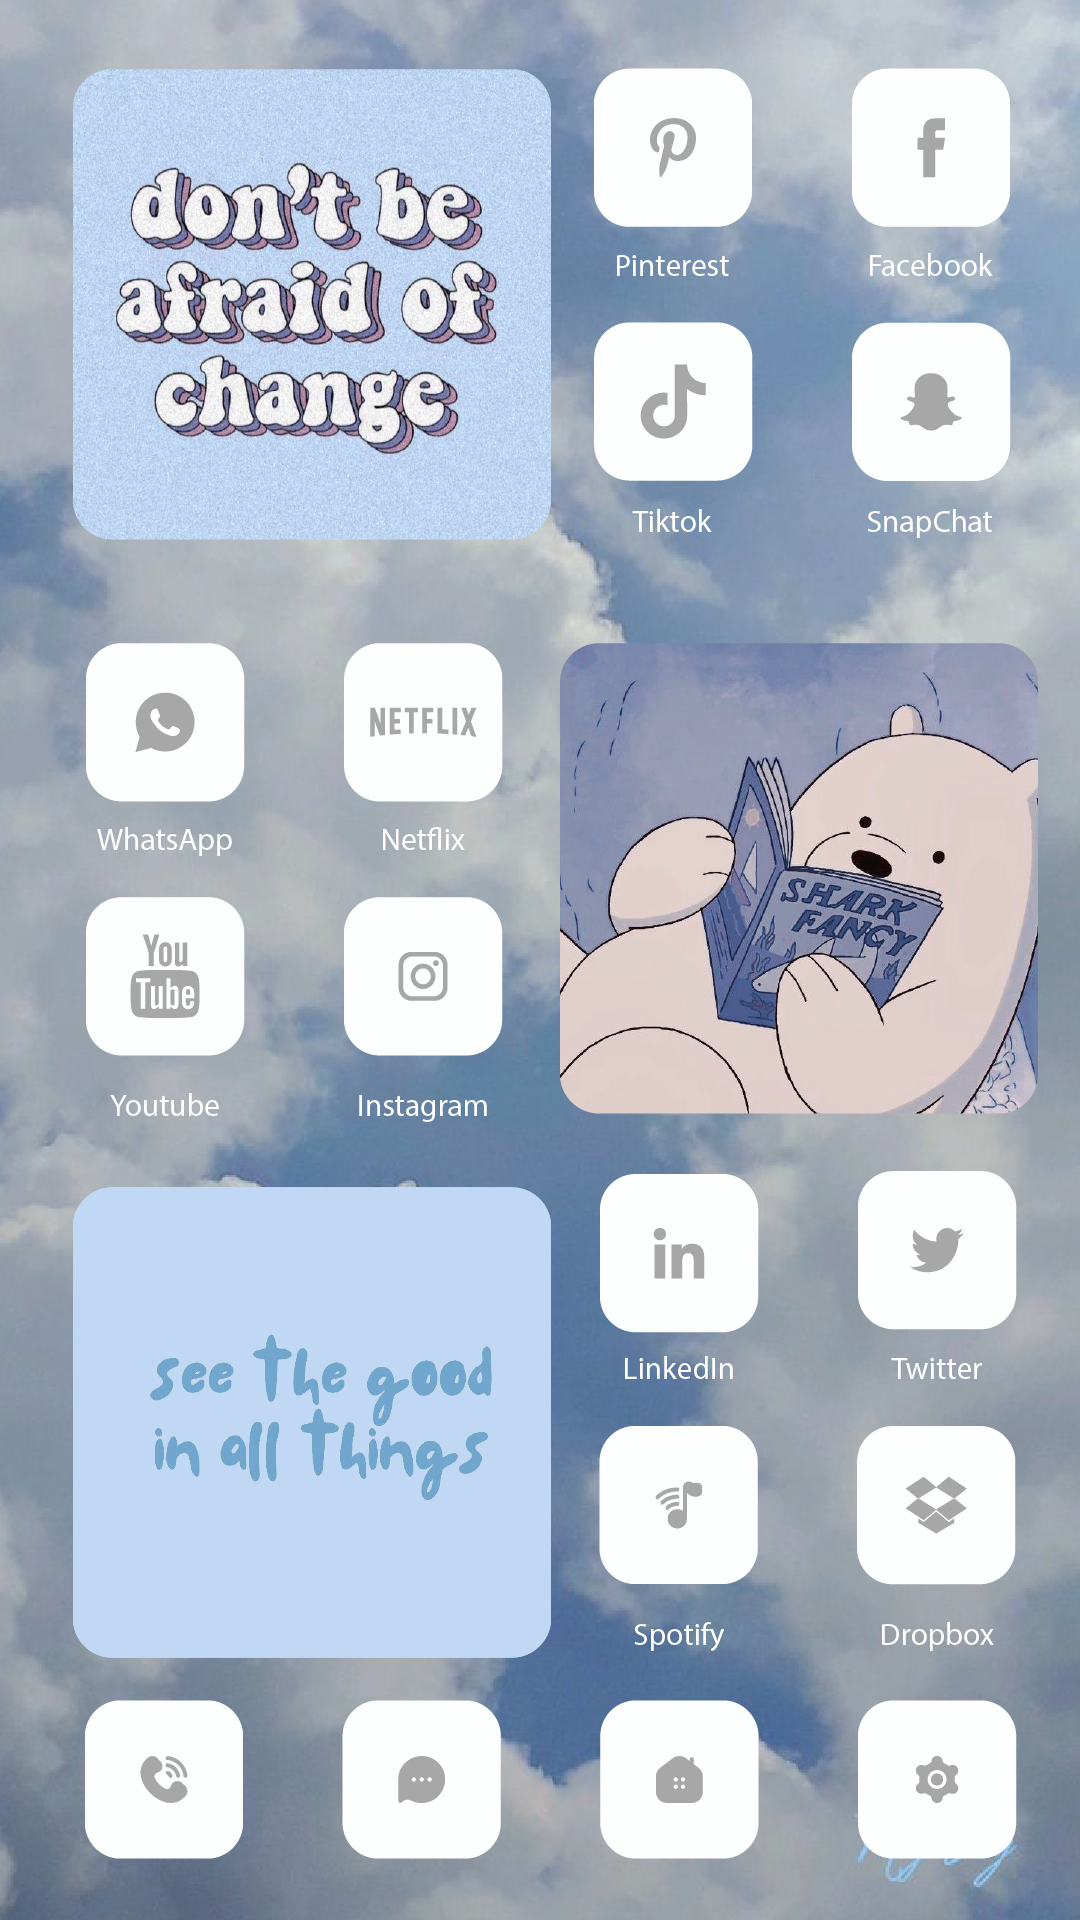 don't be
afraid of
change
Pinterest
Facebook
Tiktok
SnapChat
NETFLIX
WhatsApp
Netflix
You
Tube
Youtube
Instagram
SHARK
FANCY
see the good
in all things
in
LinkedIn
Twitter
Spotify
Dropbox